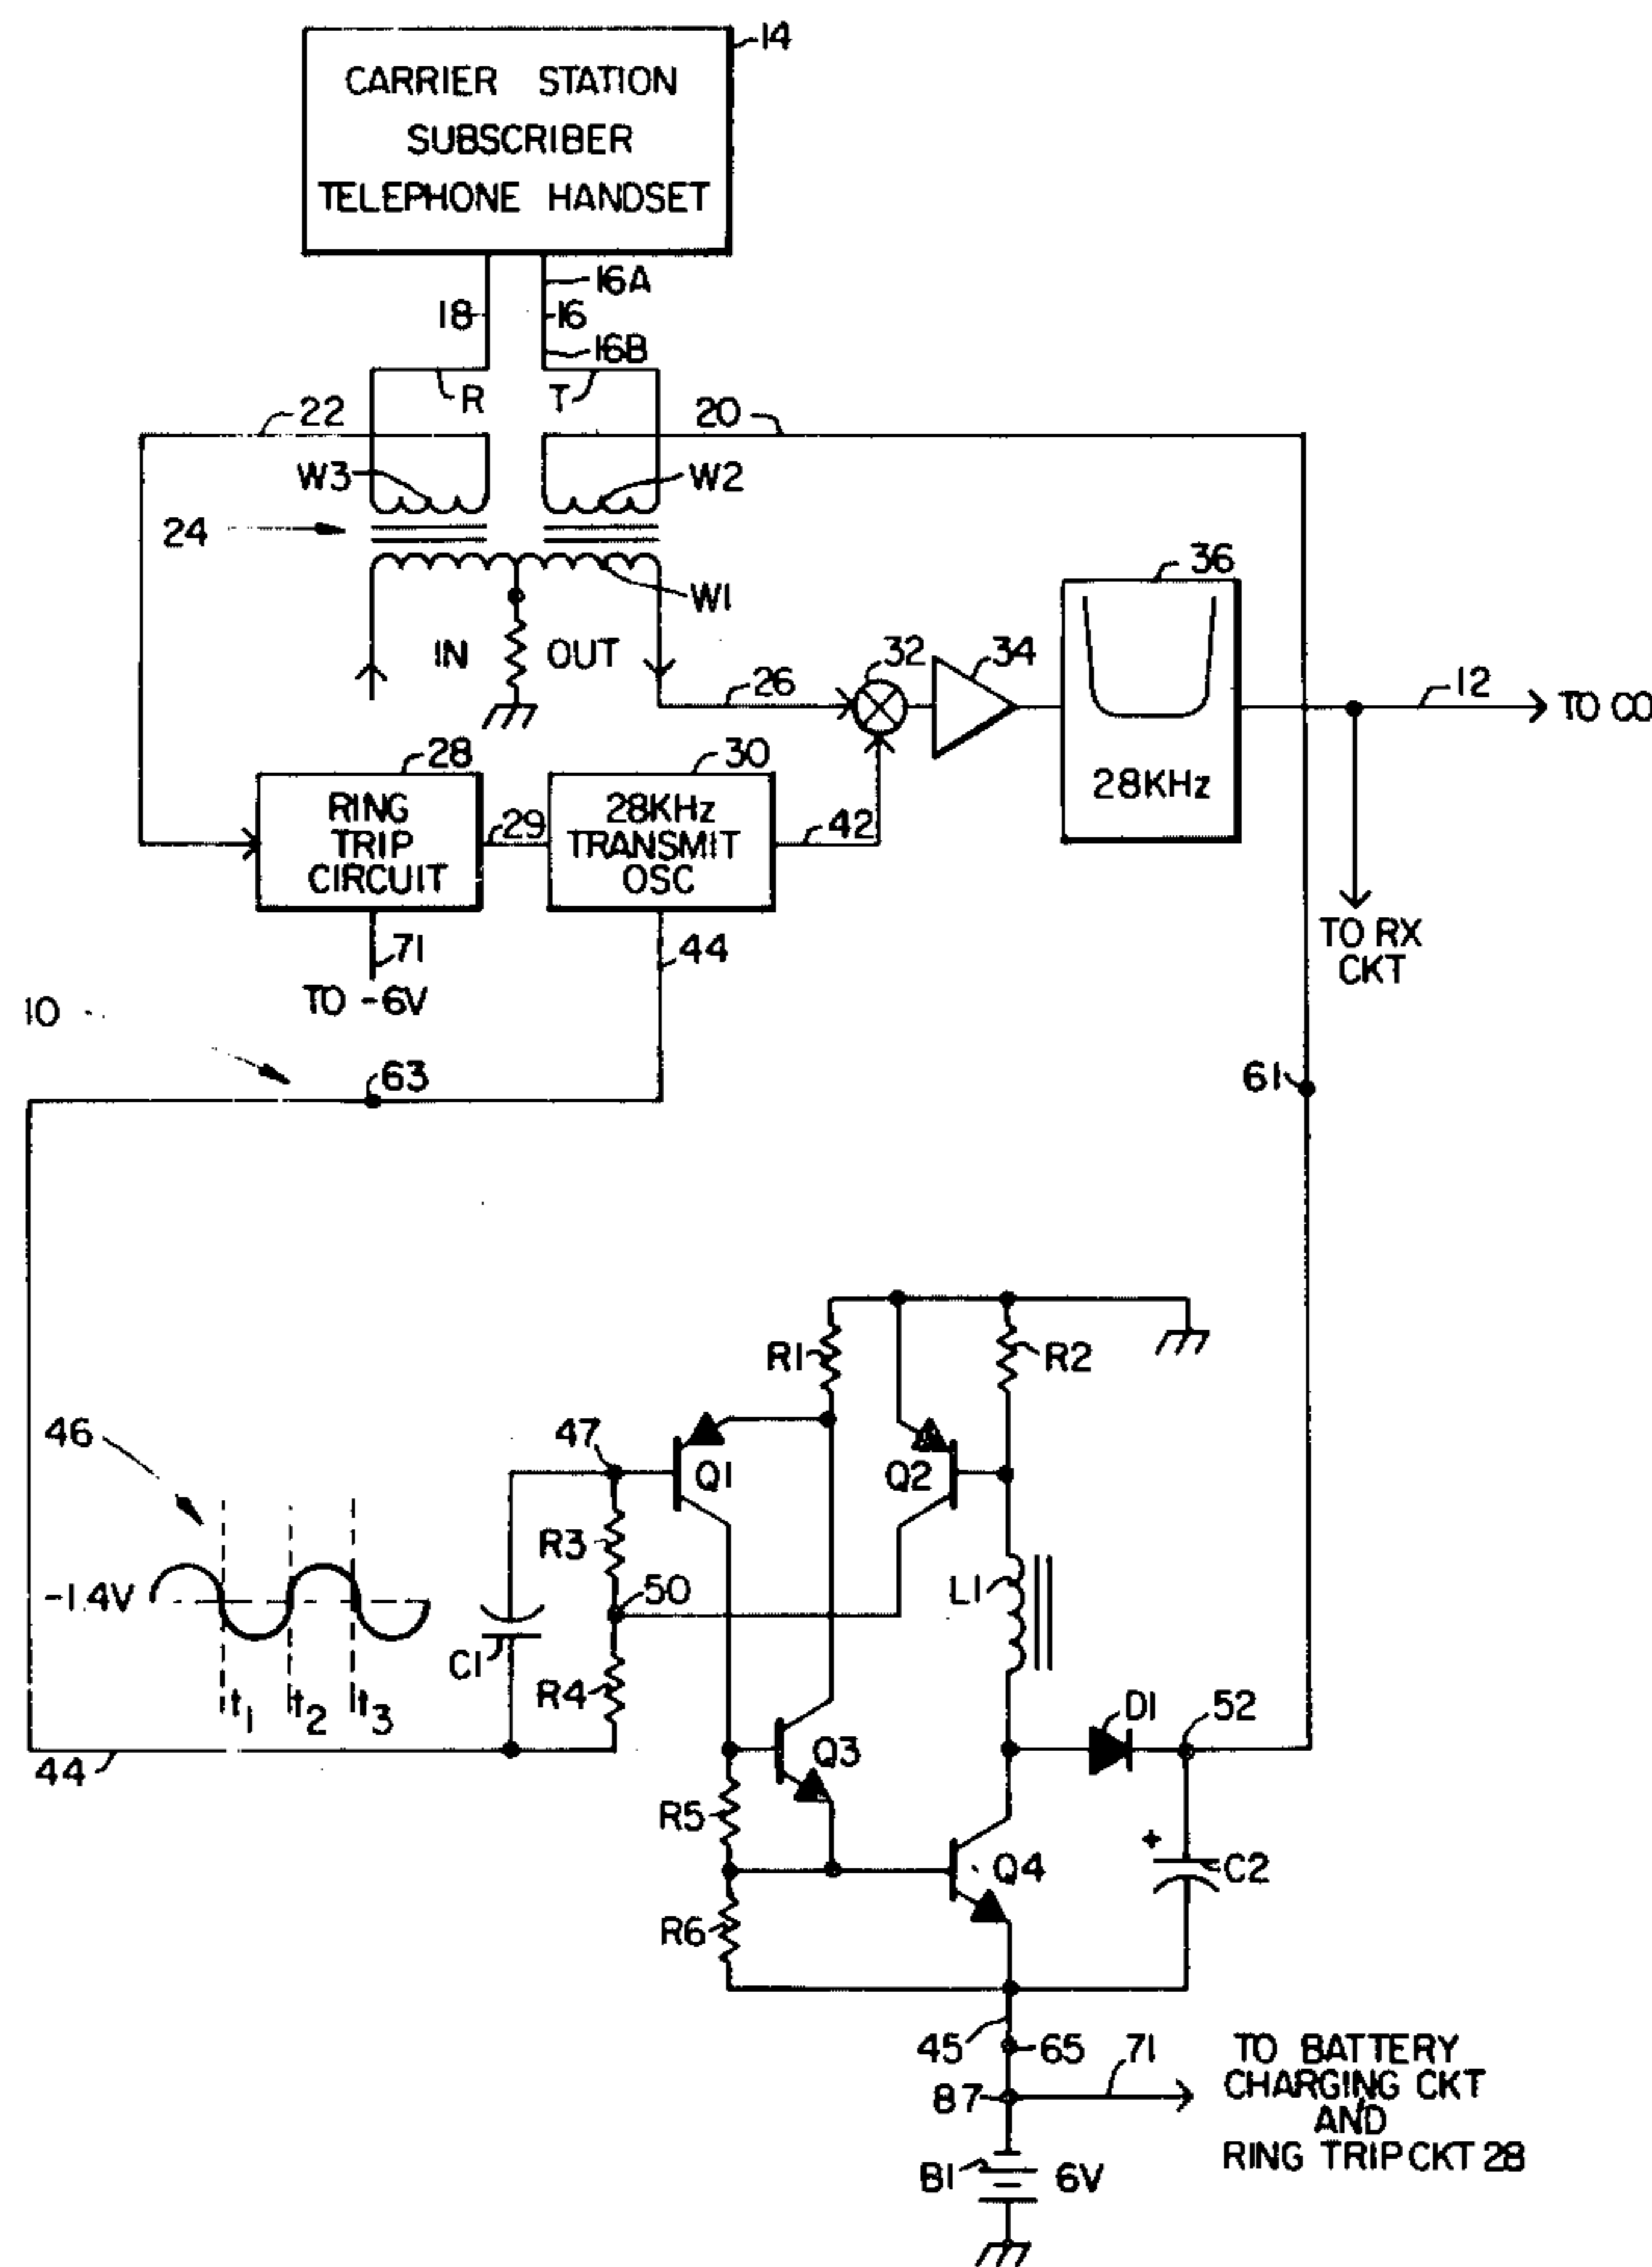 14
CARRIER STATION
SUBSCRIBER
TELEPHONE HANDSET
16A
18
16
16B
R
T
22
20
W3
W2
24
W1
36
IN
OUT
32
34
26
12
TO CO
28
30
RING
TRIP
CIRCUIT
29
28KHz
TRANSMIT
OSC
42
28KHz
71
44
TO RX
CKT
TO -6V
10
63
61
R1
R2
46
47
Q1
Q2
R3
50
L1
-1.4V
C1
R4
t1
t2
t3
D1
52
44
Q3
R5
+
Q4
C2
R6
45
65
71
TO BATTERY
CHARGING CKT
AND
RING TRIP CKT 28
87
B1
6V